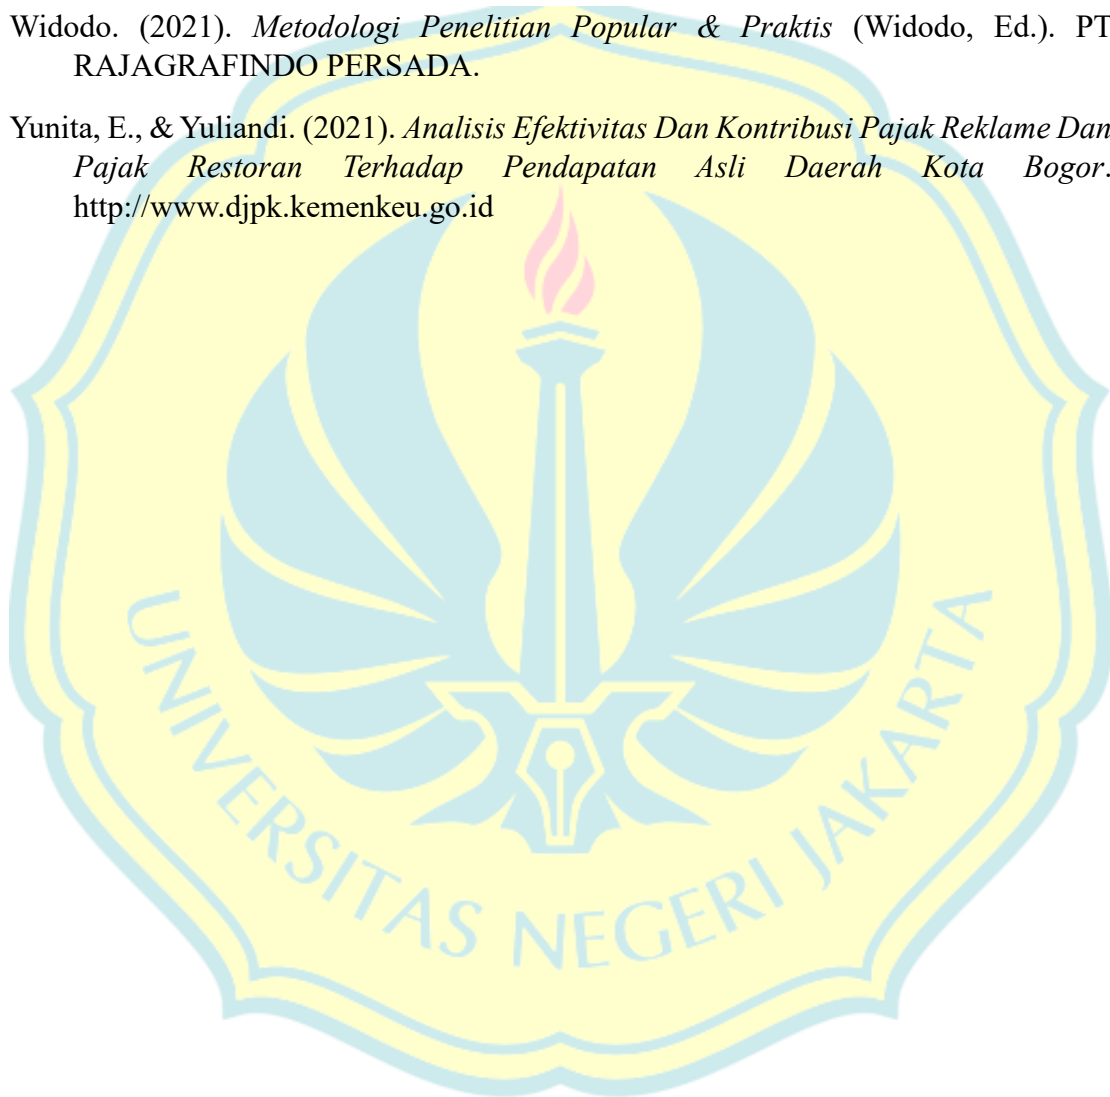 Widodo. (2021). Metodologi Penelitian Popular & Praktis (Widodo, Ed.). PT
RAJAGRAFINDO PERSADA.
Yunita, E., & Yuliandi. (2021). Analisis Efektivitas Dan Kontribusi Pajak Reklame Dan
Pajak Restoran Terhadap Pendapatan Asli Daerah Kota Bogor.
http://www.djpk.kemenkeu.go.id
UNIVERSITAS NEGERI JAKARTA